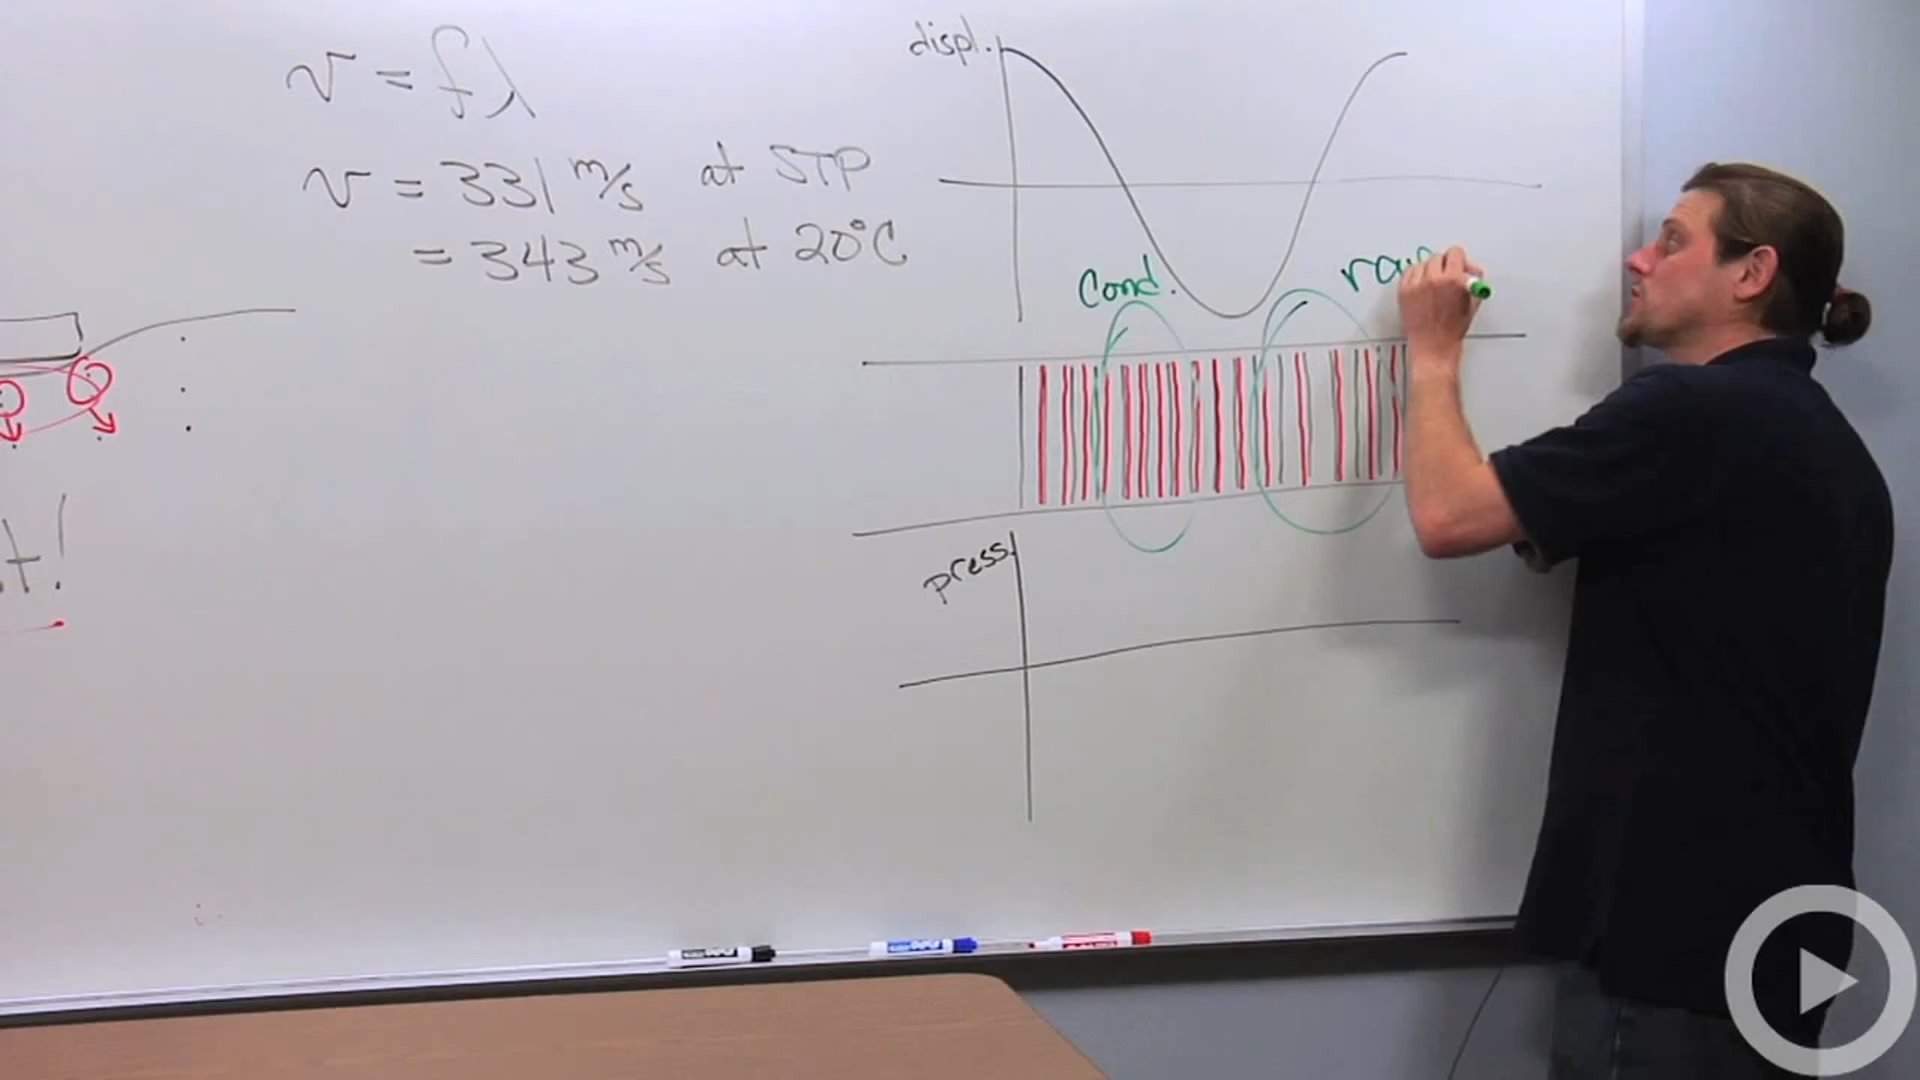 v = fλ
v = 331 m/s at STP
= 343 m/s at 20°C
displ.
Cond.
press.